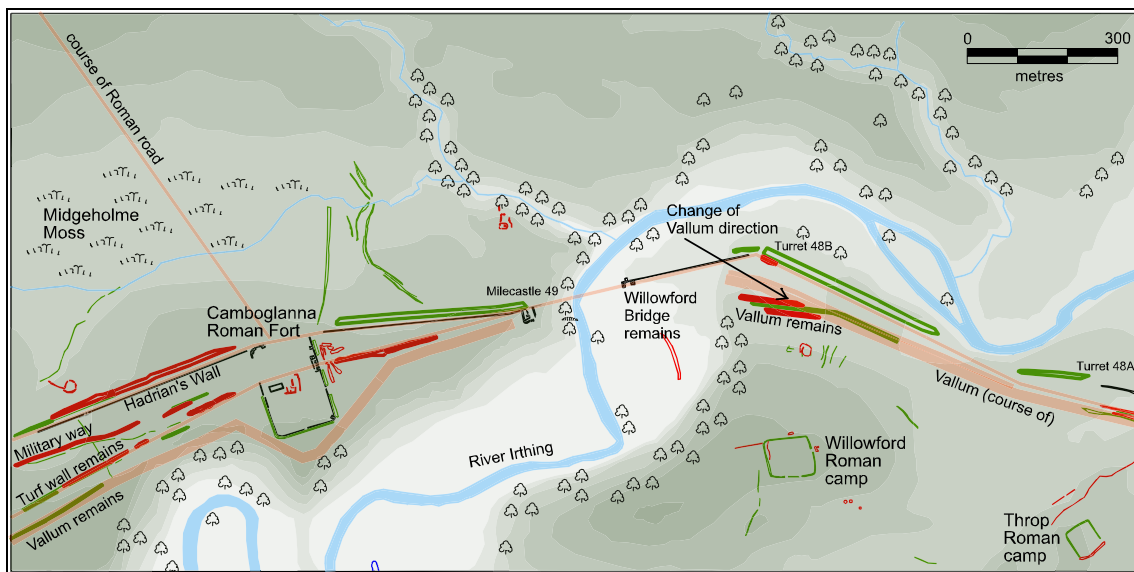 0 300
metres
course of Roman road
Midgeholme
Moss
Change of
Vallum direction
Turret 48B
Milecastle 49
Camboglanna
Roman Fort
Willowford
Bridge
remains
Vallum remains
Turret 48A
Vallum (course of)
Hadrian's Wall
Military way
Turf wall remains
Vallum remains
River Irthing
Willowford
Roman
camp
Throp
Roman
camp